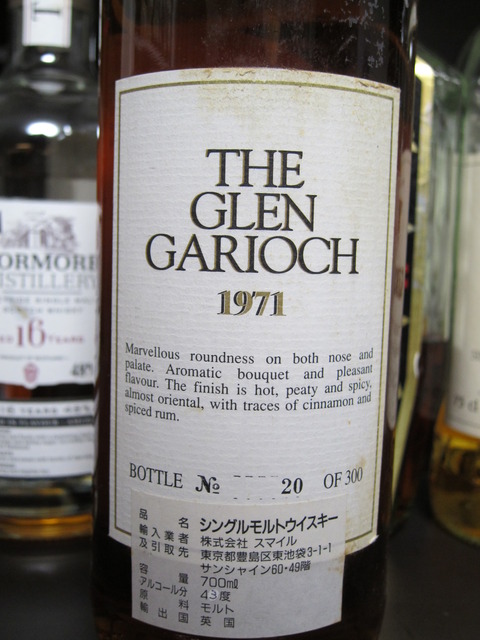 THE
GLEN
GARIOCH
1971
Marvellous roundness on both nose and
palate. Aromatic bouquet and pleasant
flavour. The finish is hot, peaty and spicy,
almost oriental, with traces of cinnamon and
spiced rum.
BOTTLE № 20 OF 300
品名 シングルモルトウイスキー
輸入業者 株式会社 スマイル
及引取先 東京都豊島区東池袋3-1-1
サンシャイン60・49階
容量 700mℓ
アルコール分 43度
原料 モルト
輸出国 英国
ORMORE
DISTILLERY
16 YEARS